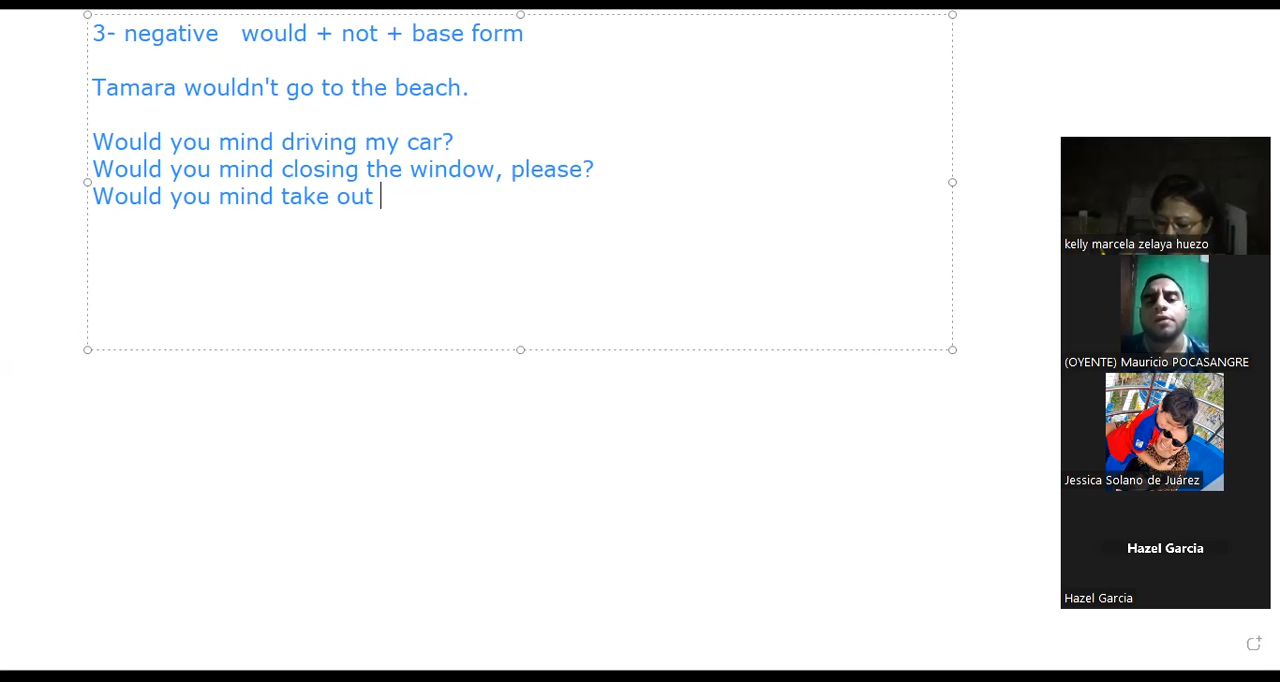 3- negative would + not + base form
Tamara wouldn't go to the beach.
Would you mind driving my car?
Would you mind closing the window, please?
Would you mind take out
kelly marcela zelaya huezo
(OYENTE) Mauricio POCASANGRE
Jessica Solano de Juárez
Hazel Garcia
Hazel Garcia